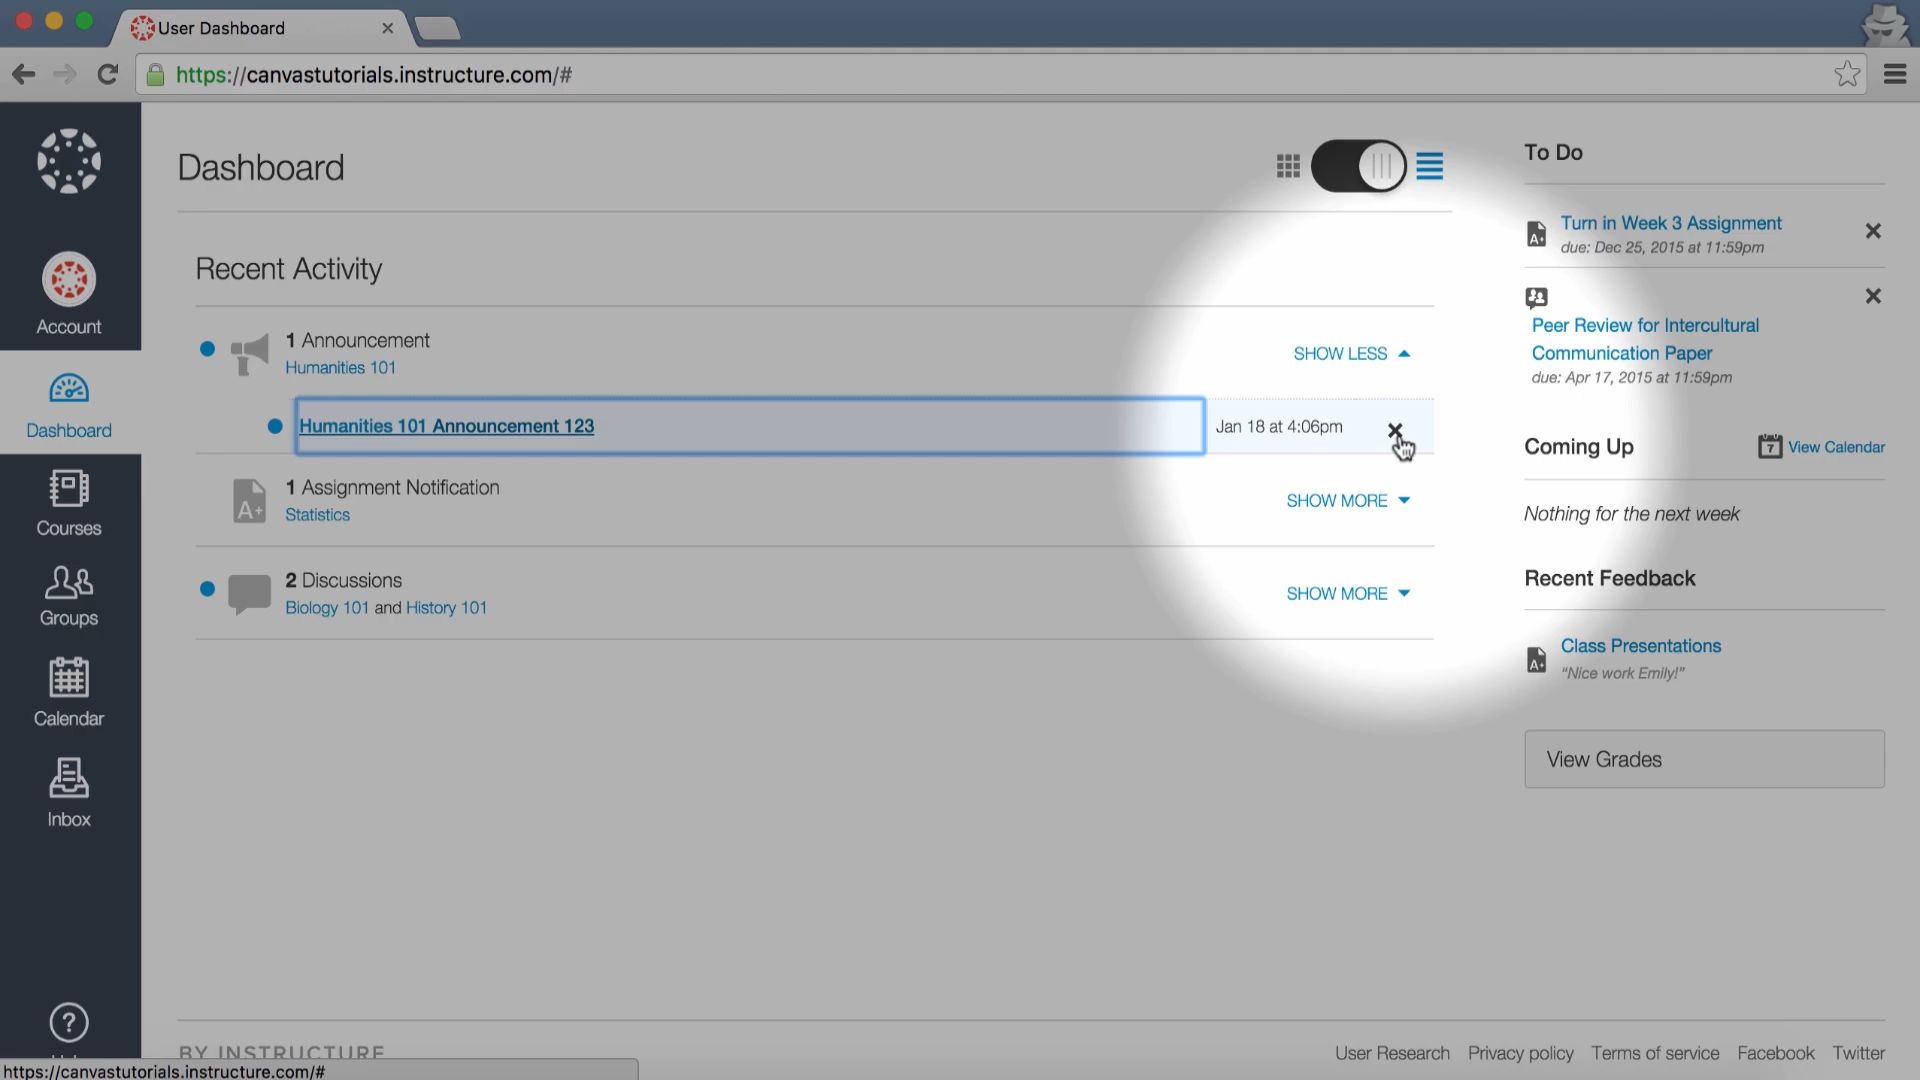 User Dashboard
https://canvastutorials.instructure.com/#
Dashboard
To Do
Turn in Week 3 Assignment
due: Dec 25, 2015 at 11:59pm
Peer Review for Intercultural
Communication Paper
due: Apr 17, 2015 at 11:59pm
Coming Up
7
View Calendar
Nothing for the next week
Recent Feedback
A+
Class Presentations
“Nice work Emily!”
View Grades
Recent Activity
1 Announcement
Humanities 101
SHOW LESS
Humanities 101 Announcement 123
Jan 18 at 4:06pm
A+
1 Assignment Notification
Statistics
SHOW MORE
2 Discussions
Biology 101 and History 101
SHOW MORE
Account
Dashboard
Courses
Groups
Calendar
Inbox
BY INSTRUCTURE
User Research
Privacy policy
Terms of service
Facebook
Twitter
https://canvastutorials.instructure.com/#